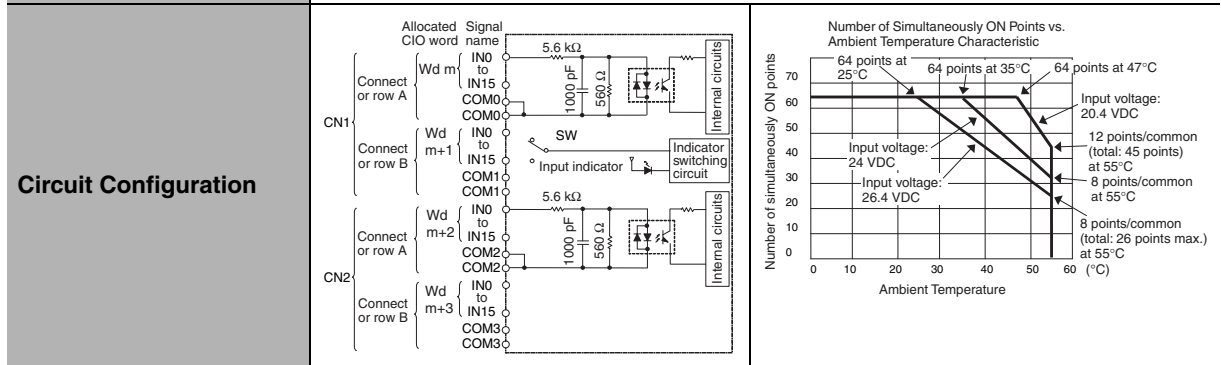 Circuit Configuration
Allocated Signal
CIO word name
CN1
Connect
or row A
Wd m
IN0
to
IN15
COM0
COM0
Connect
or row B
Wd
m+1
IN0
to
IN15
COM1
COM1
CN2
Connect
or row A
Wd
m+2
IN0
to
IN15
COM2
COM2
Connect
or row B
Wd
m+3
IN0
to
IN15
COM3
COM3
5.6 kΩ
1000 pF
560 Ω
Internal circuits
SW
Input indicator
Indicator
switching
circuit
5.6 kΩ
1000 pF
560 Ω
Internal circuits
Number of Simultaneously ON Points vs.
Ambient Temperature Characteristic
64 points at
25°C
64 points at 35°C
64 points at 47°C
Input voltage:
20.4 VDC
Input voltage:
24 VDC
Input voltage:
26.4 VDC
12 points/common
(total: 45 points)
at 55°C
8 points/common
at 55°C
8 points/common
(total: 26 points max.)
at 55°C
(°C)
Number of simultaneously ON points
70
60
50
40
30
20
10
0
0 10 20 30 40 50 60
Ambient Temperature